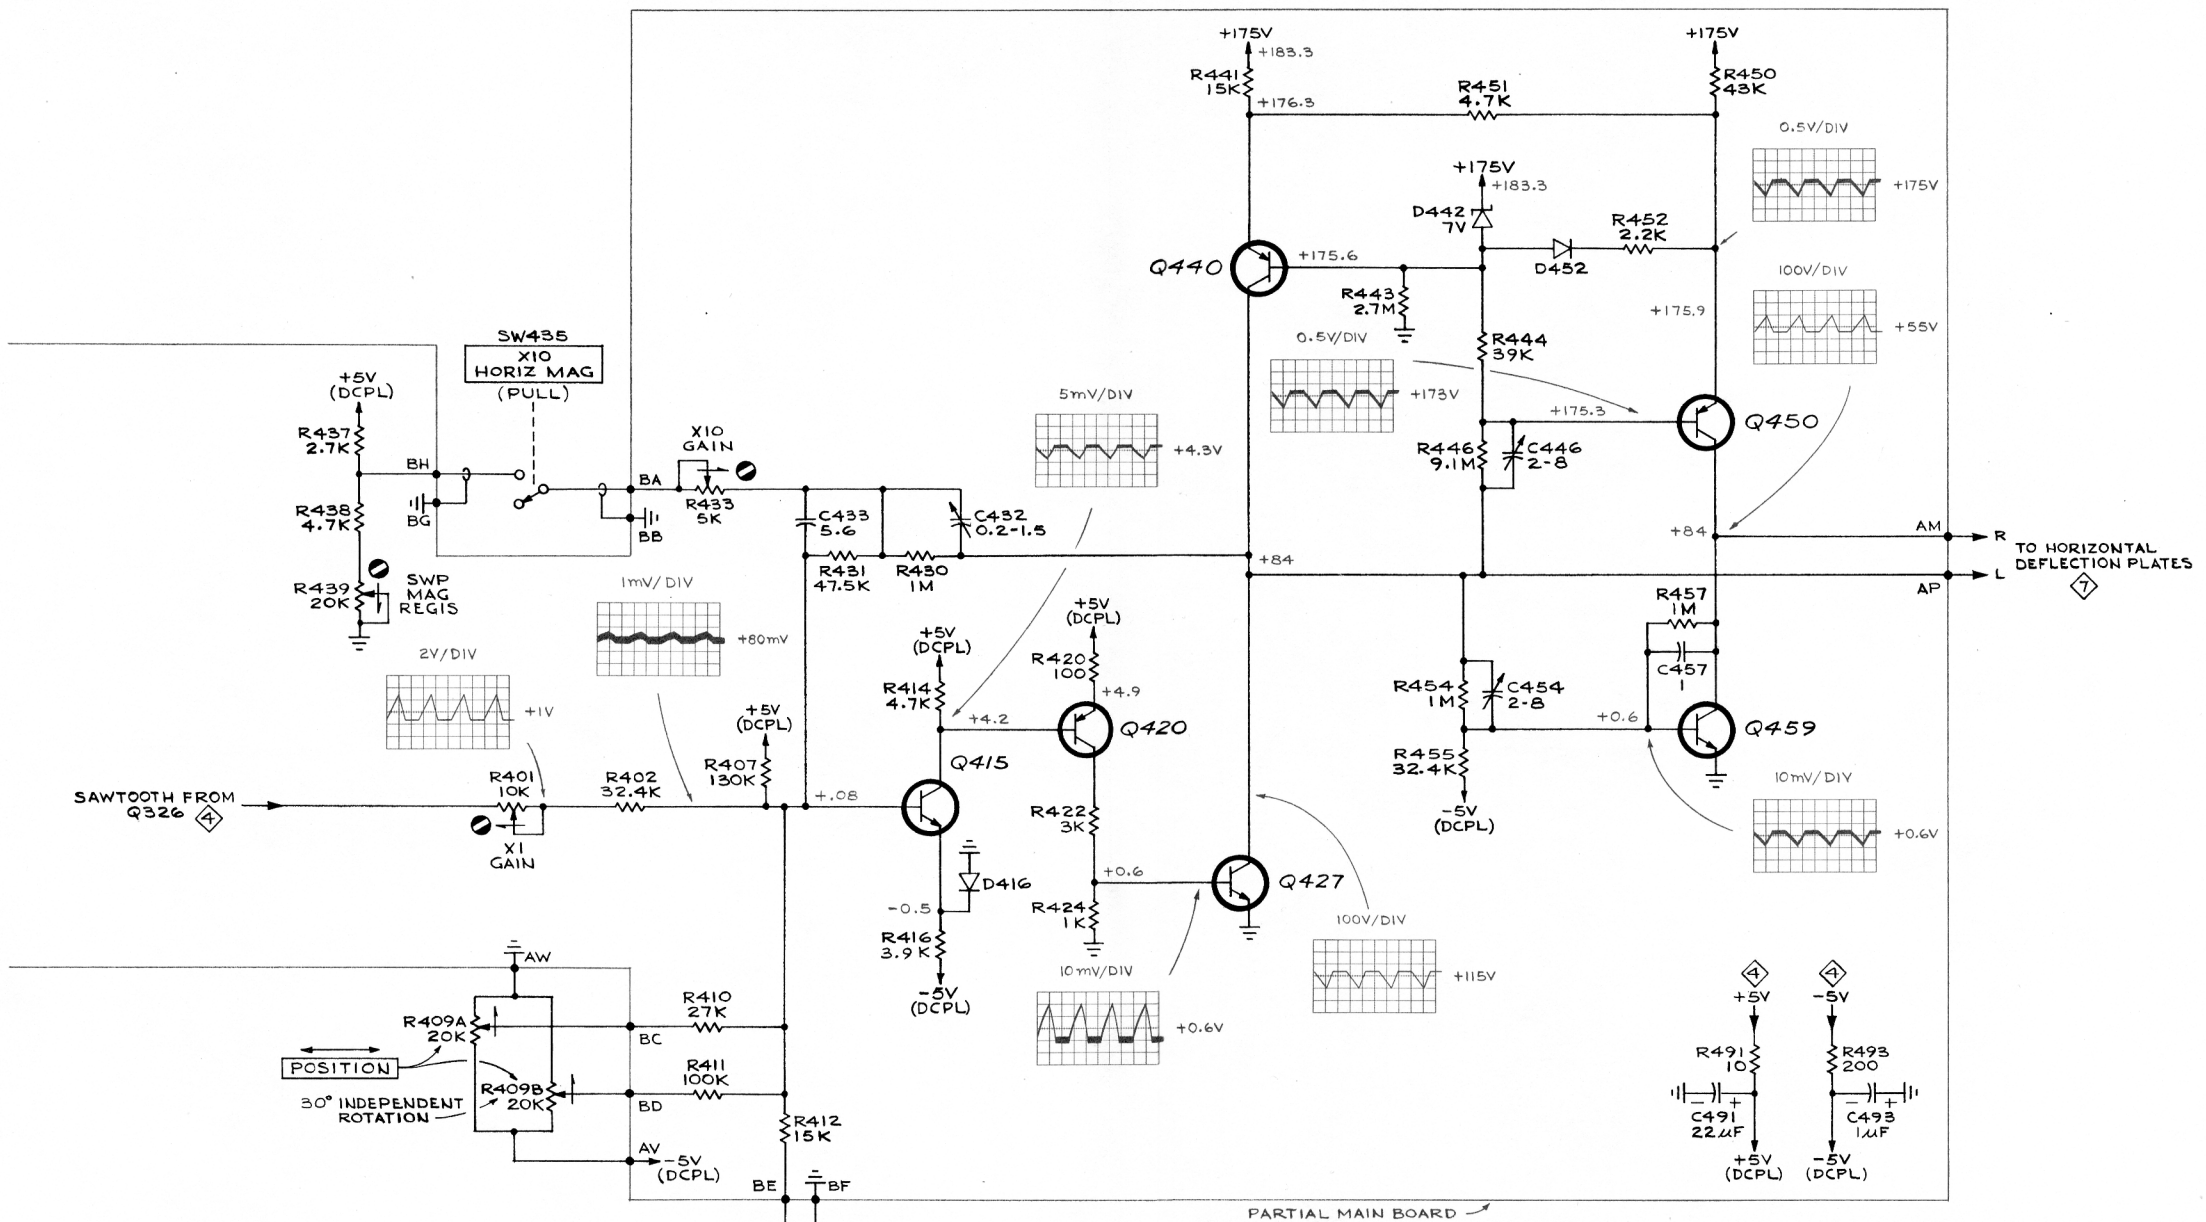 +175V
+183.3
R441
15K
+176.3
R451
4.7K
+175V
R450
43K
0.5V/DIV
+175V
+175V
+183.3
D442
7V
R452
2.2K
D452
Q440
+175.6
R443
2.7M
100V/DIV
+55V
+175.9
0.5V/DIV
+173V
R444
39K
+175.3
Q450
R446
9.1M
C446
2-8
+84
AM
R
TO HORIZONTAL
DEFLECTION PLATES
7
L
AP
SW435
X10
HORIZ MAG
(PULL)
+5V
(DCPL)
R437
2.7K
BH
BG
R438
4.7K
R439
20K
SWP
MAG
REGIS
BA
BB
X10
GAIN
R433
5K
C433
5.6
C432
0.2-1.5
R431
47.5K
R430
1M
+84
5mV/DIV
+4.3V
1mV/DIV
+80mV
2V/DIV
+1V
+5V
(DCPL)
R414
4.7K
+4.2
+5V
(DCPL)
R420
100
+4.9
Q420
+5V
(DCPL)
R407
130K
Q415
SAWTOOTH FROM
Q326 4
R401
10K
X1
GAIN
R402
32.4K
+.08
R422
3K
D416
-0.5
R416
3.9K
-5V
(DCPL)
+0.6
R424
1K
Q427
10mV/DIV
+0.6V
100V/DIV
+115V
R457
1M
C457
1
R454
1M
C454
2-8
+0.6
Q459
R455
32.4K
-5V
(DCPL)
10mV/DIV
+0.6V
AW
R409A
20K
POSITION
R409B
20K
30° INDEPENDENT
ROTATION
BC
R410
27K
BD
R411
100K
R412
15K
AV
-5V
(DCPL)
BE
BF
4
+5V
R491
10
C491
22µF
- +
+5V
(DCPL)
4
-5V
R493
200
- +
C493
1µF
-5V
(DCPL)
PARTIAL MAIN BOARD